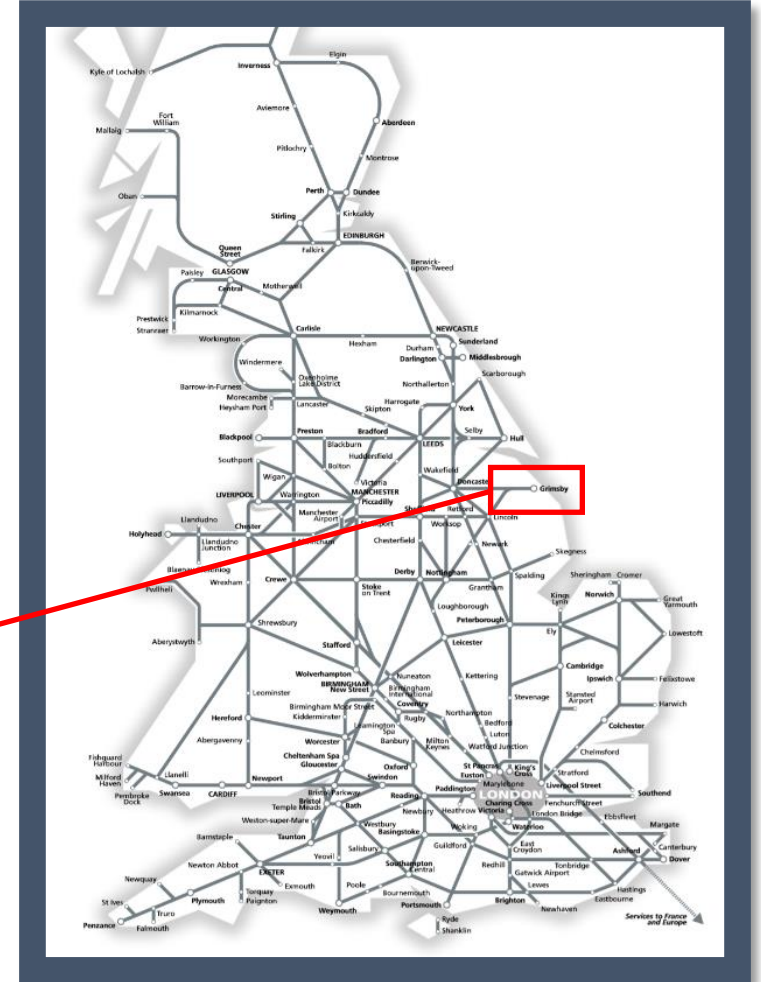 Elgin
Inverness
Kyle of Lochalsh
Aviemore
Fort
William
Mallaig
Aberdeen
Pitlochry
Montrose
Perth
Dundee
Oban
Kirkcaldy
Stirling
EDINBURGH
Falkirk
Queen
Street
GLASGOW
Central
Paisley
Berwick-
upon-Tweed
Motherwell
Kilmarnock
Prestwick
Stranraer
Carlisle
NEWCASTLE
Sunderland
Workington
Hexham
Durham
Darlington
Middlesbrough
Windermere
Scarborough
Oxenholme
Lake District
Barrow-in-Furness
Northallerton
Morecambe
Heysham Port
Lancaster
Harrogate
York
Skipton
Blackpool
Preston
Bradford
Selby
Hull
Blackburn
LEEDS
Southport
Huddersfield
Bolton
Wakefield
Wigan
Victoria
Doncaste
Grimsby
MANCHESTER
Piccadilly
LIVERPOOL
Warrington
Retford
Manchester
Airport
Lincoln
Llandudno
Chester
Worksop
Holyhead
Llandudno
Junction
Chesterfield
Newark
Skegness
Derby
Nottingham
Spalding
Sheringham
Cromer
Wrexham
Crewe
Stoke
on Trent
Grantham
Pwllheli
Norwich
Great
Yarmouth
Kings
Lynn
Loughborough
Shrewsbury
Peterborough
Ely
Lowestoft
Aberystwyth
Stafford
Leicester
Wolverhampton
Nuneaton
Kettering
Cambridge
BIRMINGHAM
New Street
Birmingham
International
Ipswich
Felixstowe
Leominster
Stevenage
Stansted
Airport
Birmingham Moor Street
Coventry
Harwich
Kidderminster
Rugby
Northampton
Hereford
Leamington
Spa
Bedford
Colchester
Worcester
Banbury
Milton
Keynes
Luton
Abergavenny
Watford Junction
Chelmsford
Cheltenham Spa
Gloucester
Oxford
Fishguard
Harbour
St Pancras
King's
Cross
Euston
Stratford
Milford
Haven
Llanelli
Newport
Swindon
Marylebone
Liverpool Street
Pembroke
Dock
Swansea
CARDIFF
Bristol Parkway
Reading
Paddington
LONDON
Southend
Bristol
Temple Meads
Bath
Newbury
Heathrow
Victoria
Charing Cross
Fenchurch Street
London Bridge
Ebbsfleet
Weston-super-Mare
Westbury
Basingstoke
Woking
Waterloo
Margate
Barnstaple
Taunton
Guildford
East
Croydon
Canterbury
Yeovil
Salisbury
Ashford
Dover
Newton Abbot
EXETER
Southampton
Central
Redhill
Tonbridge
Gatwick Airport
Newquay
Exmouth
Poole
Lewes
Hastings
Torquay
Paignton
Bournemouth
Eastbourne
St Ives
Plymouth
Weymouth
Portsmouth
Brighton
Newhaven
Truro
Penzance
Falmouth
Ryde
Shanklin
Services to France
and Europe